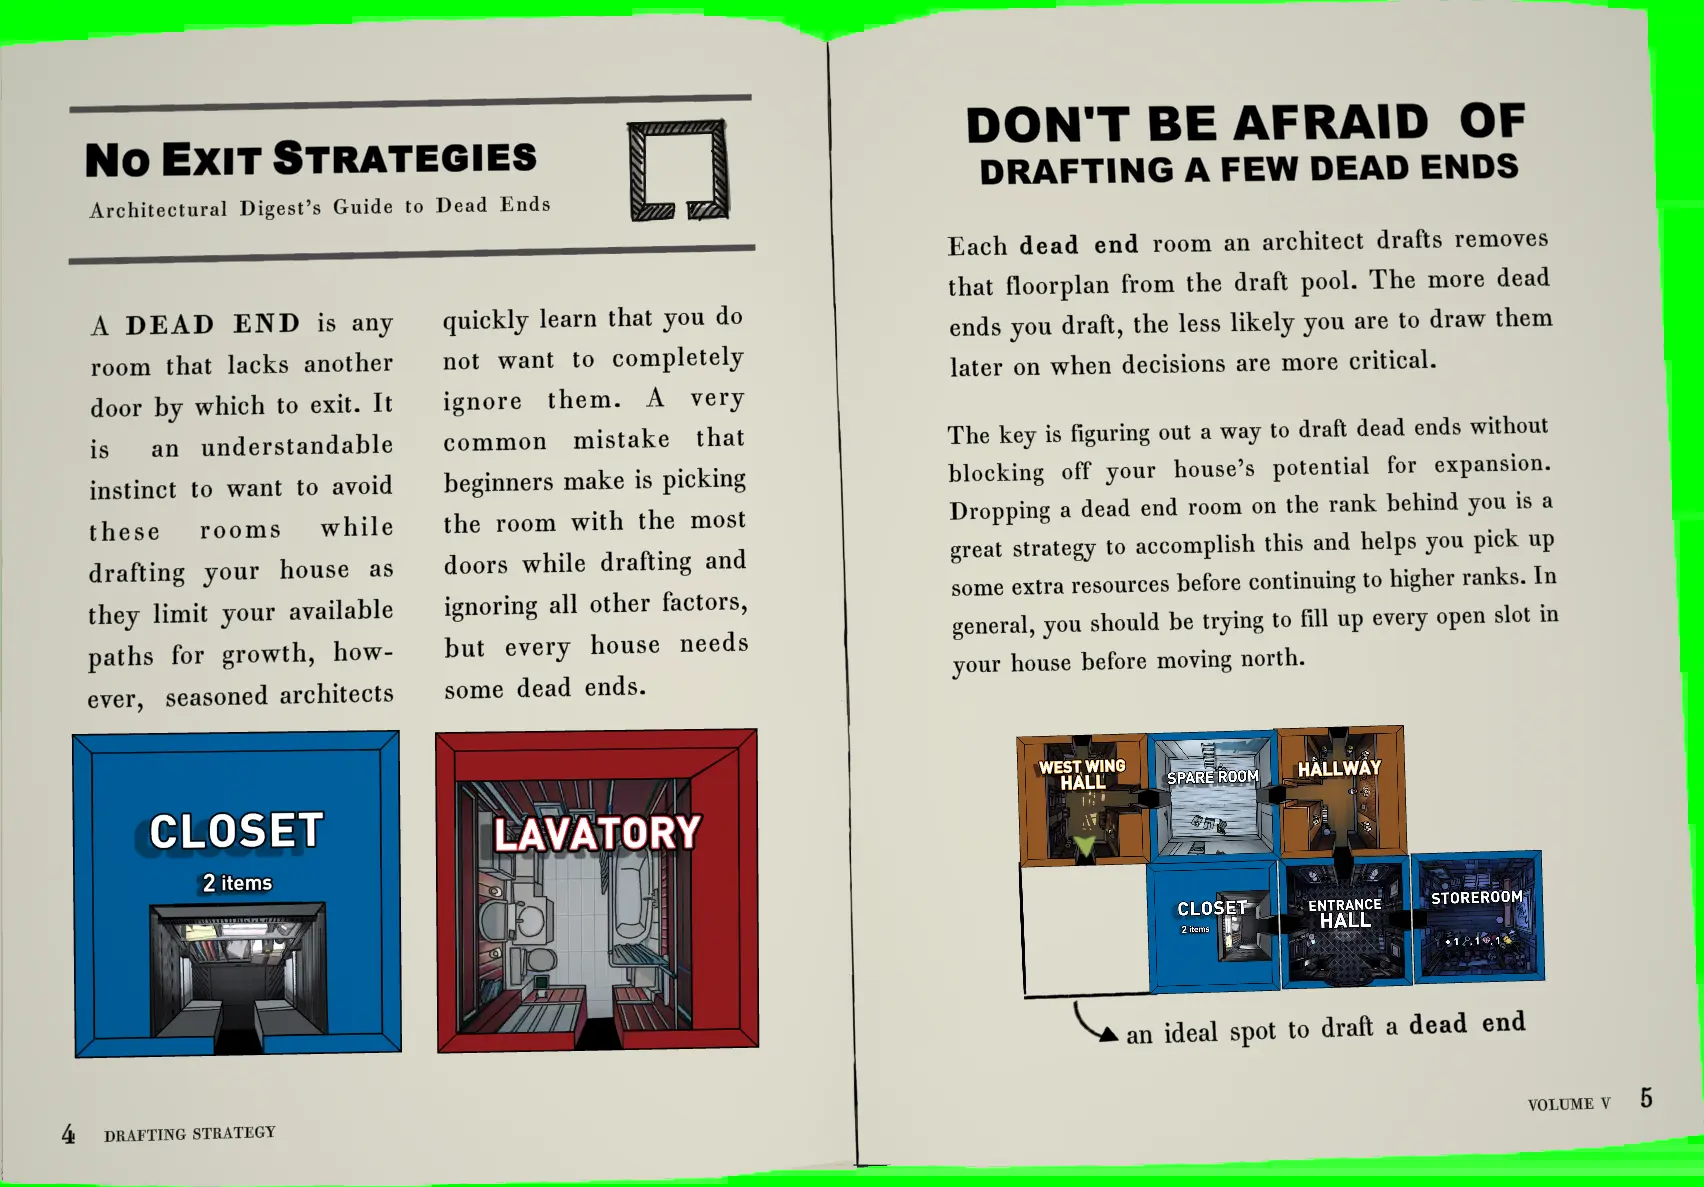 No Exit Strategies
Architectural Digest's Guide to Dead Ends
A DEAD END is any
room that lacks another
door by which to exit. It
is an understandable
instinct to want to avoid
these rooms while
drafting your house as
they limit your available
paths for growth, how-
ever, seasoned architects
quickly learn that you do
not want to completely
ignore them. A very
common mistake that
beginners make is picking
the room with the most
doors while drafting and
ignoring all other factors,
but every house needs
some dead ends.
CLOSET
2 items
LAVATORY
4 DRAFTING STRATEGY
DON'T BE AFRAID OF
DRAFTING A FEW DEAD ENDS
Each dead end room an architect drafts removes
that floorplan from the draft pool. The more dead
ends you draft, the less likely you are to draw them
later on when decisions are more critical.
The key is figuring out a way to draft dead ends without
blocking off your house's potential for expansion.
Dropping a dead end room on the rank behind you is a
great strategy to accomplish this and helps you pick up
some extra resources before continuing to higher ranks. In
general, you should be trying to fill up every open slot in
your house before moving north.
WEST WING
HALL
SPARE ROOM
HALLWAY
CLOSET
2 items
ENTRANCE
HALL
STOREROOM
1 1 1
an ideal spot to draft a dead end
VOLUME V 5